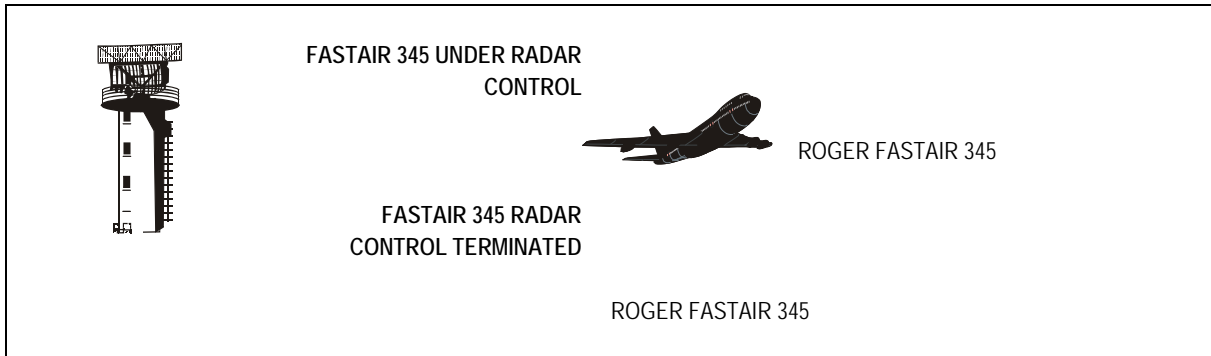 FASTAIR 345 UNDER RADAR
CONTROL
ROGER FASTAIR 345
FASTAIR 345 RADAR
CONTROL TERMINATED
ROGER FASTAIR 345